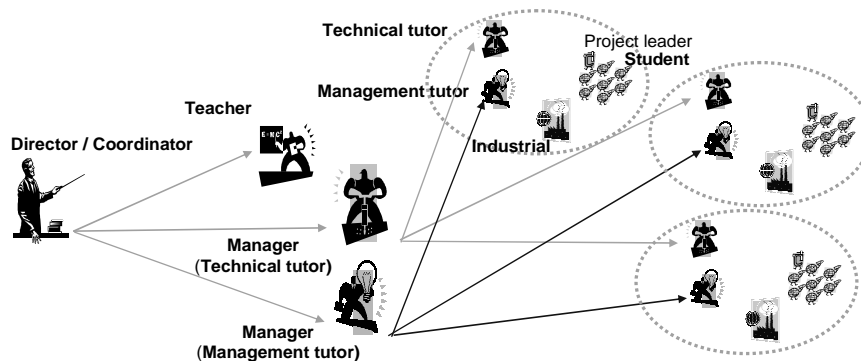 Technical tutor
Project leader
Student
Management tutor
Teacher
Industrial
Director / Coordinator
Manager
(Technical tutor)
Manager
(Management tutor)